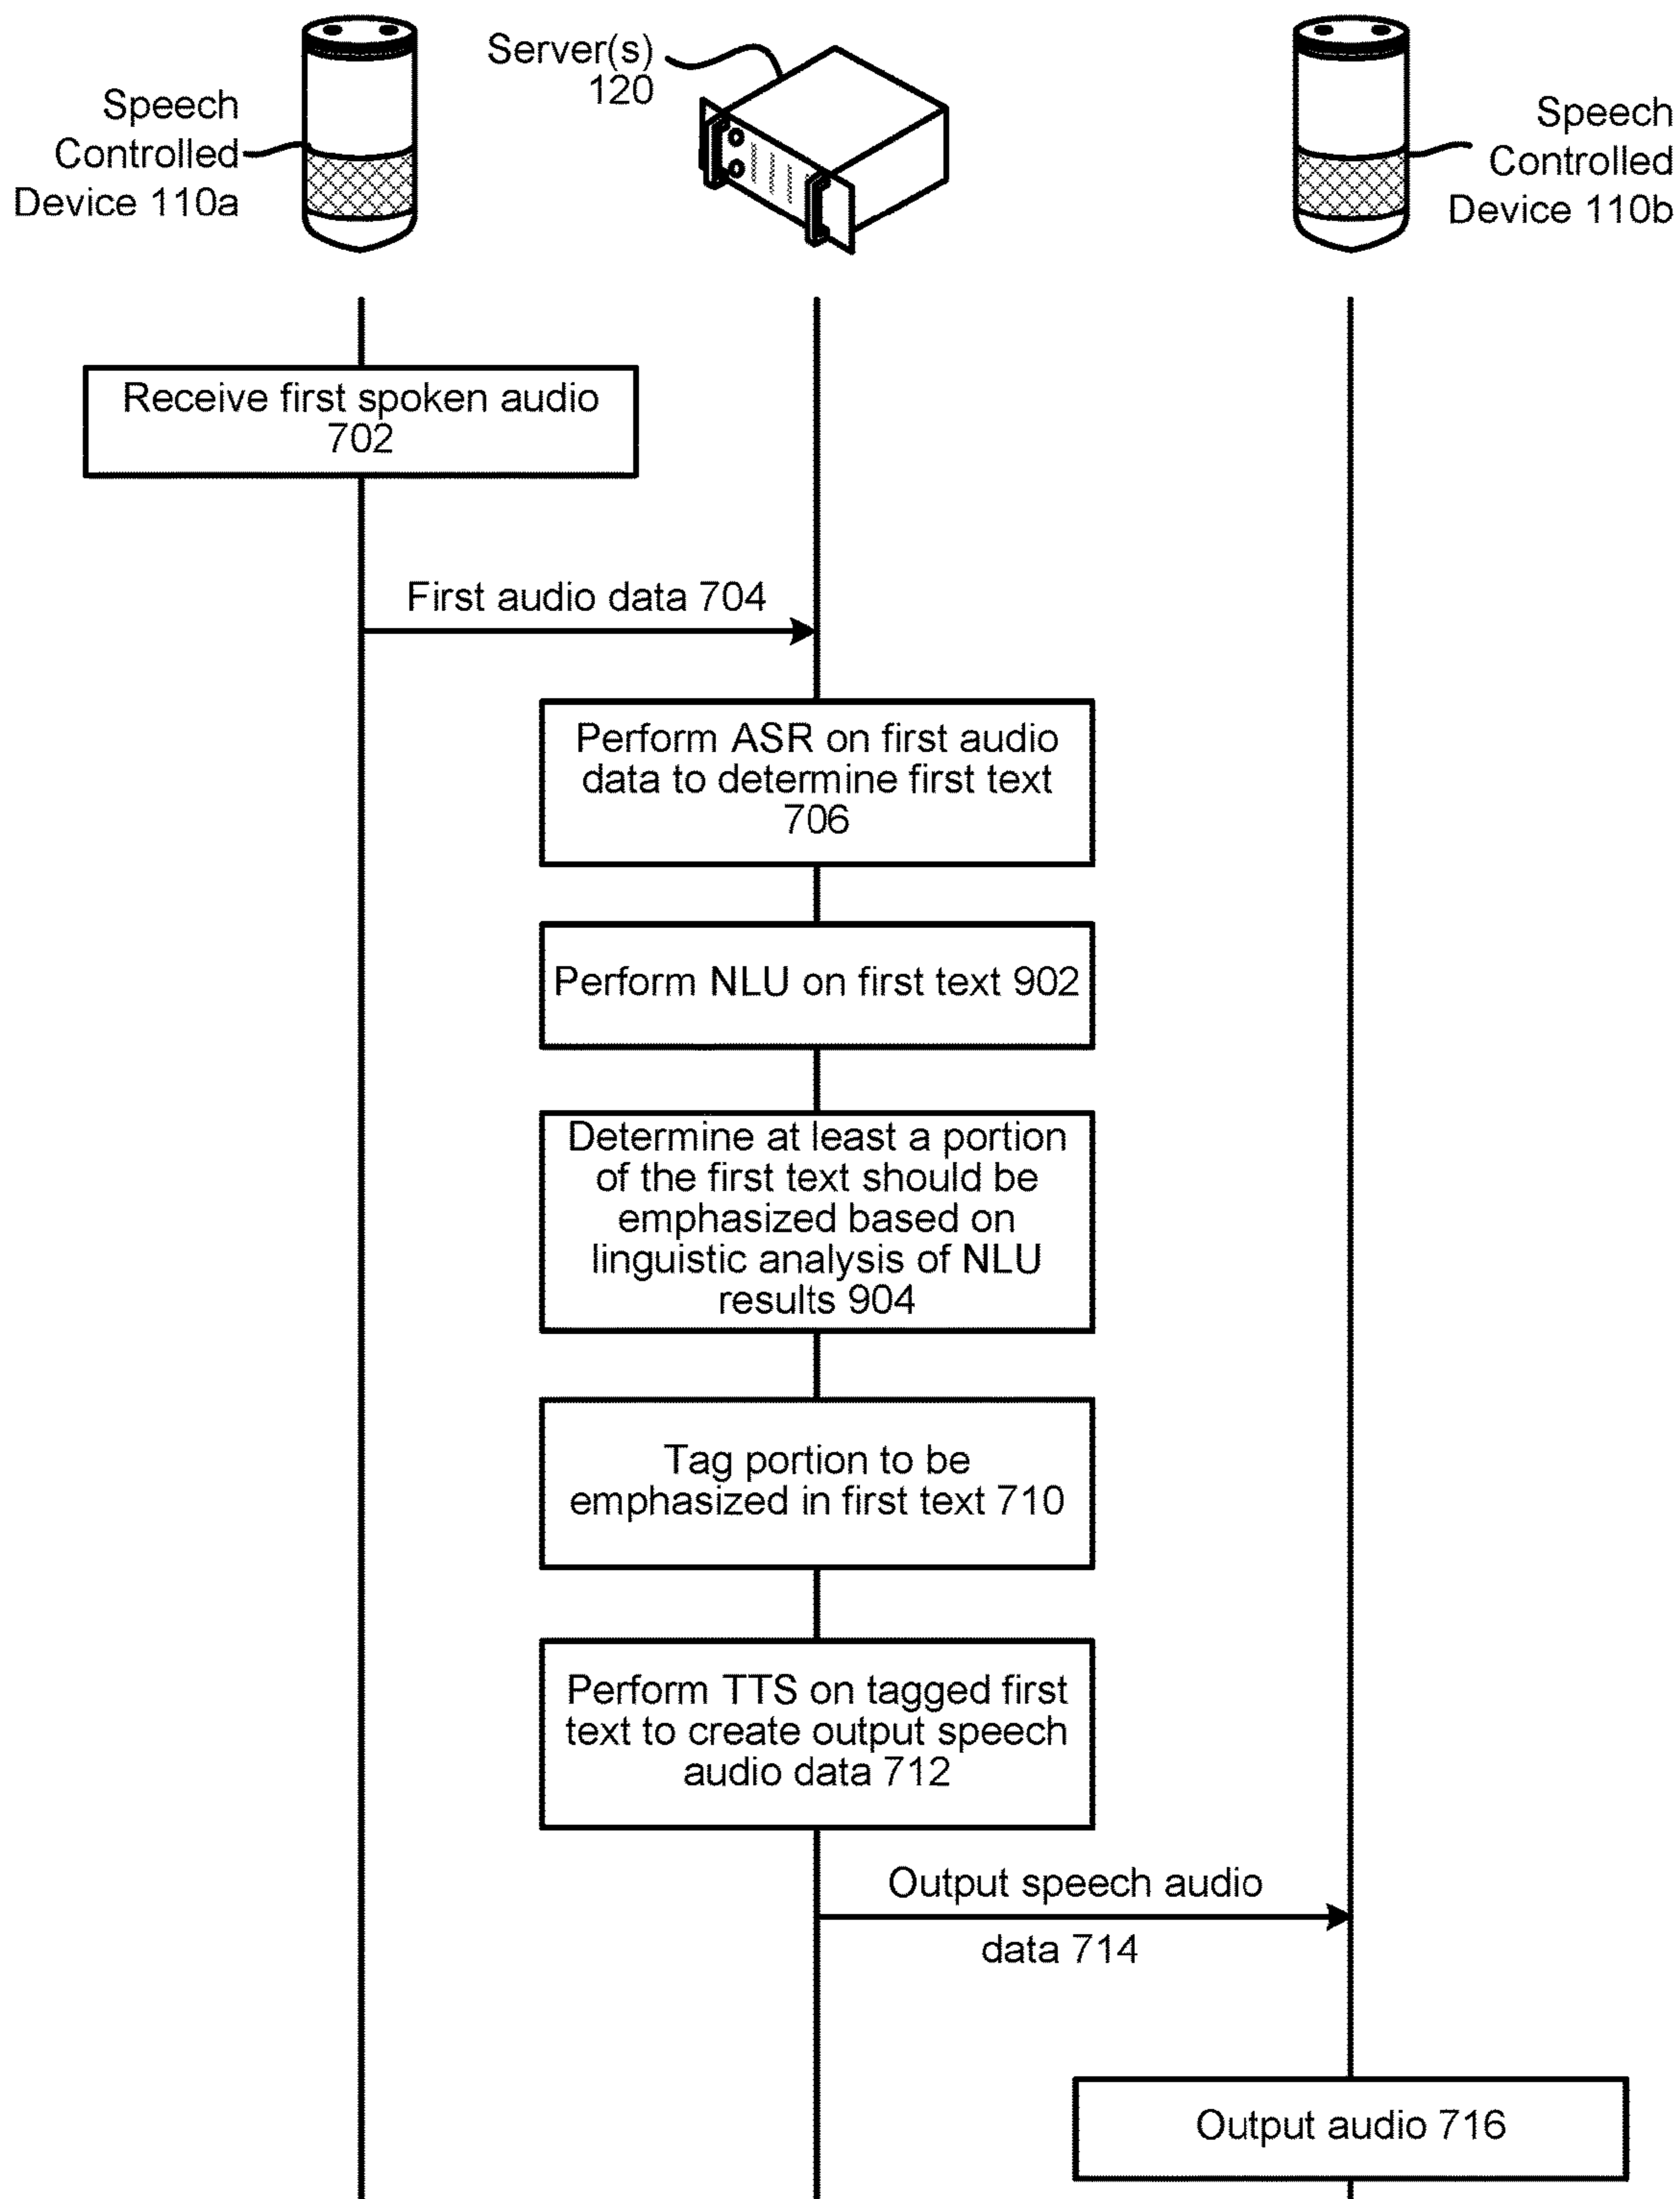 Speech
Controlled
Device 110a
Server(s)
120
Speech
Controlled
Device 110b
Receive first spoken audio
702
First audio data 704
Perform ASR on first audio
data to determine first text
706
Perform NLU on first text 902
Determine at least a portion
of the first text should be
emphasized based on
linguistic analysis of NLU
results 904
Tag portion to be
emphasized in first text 710
Perform TTS on tagged first
text to create output speech
audio data 712
Output speech audio
data 714
Output audio 716